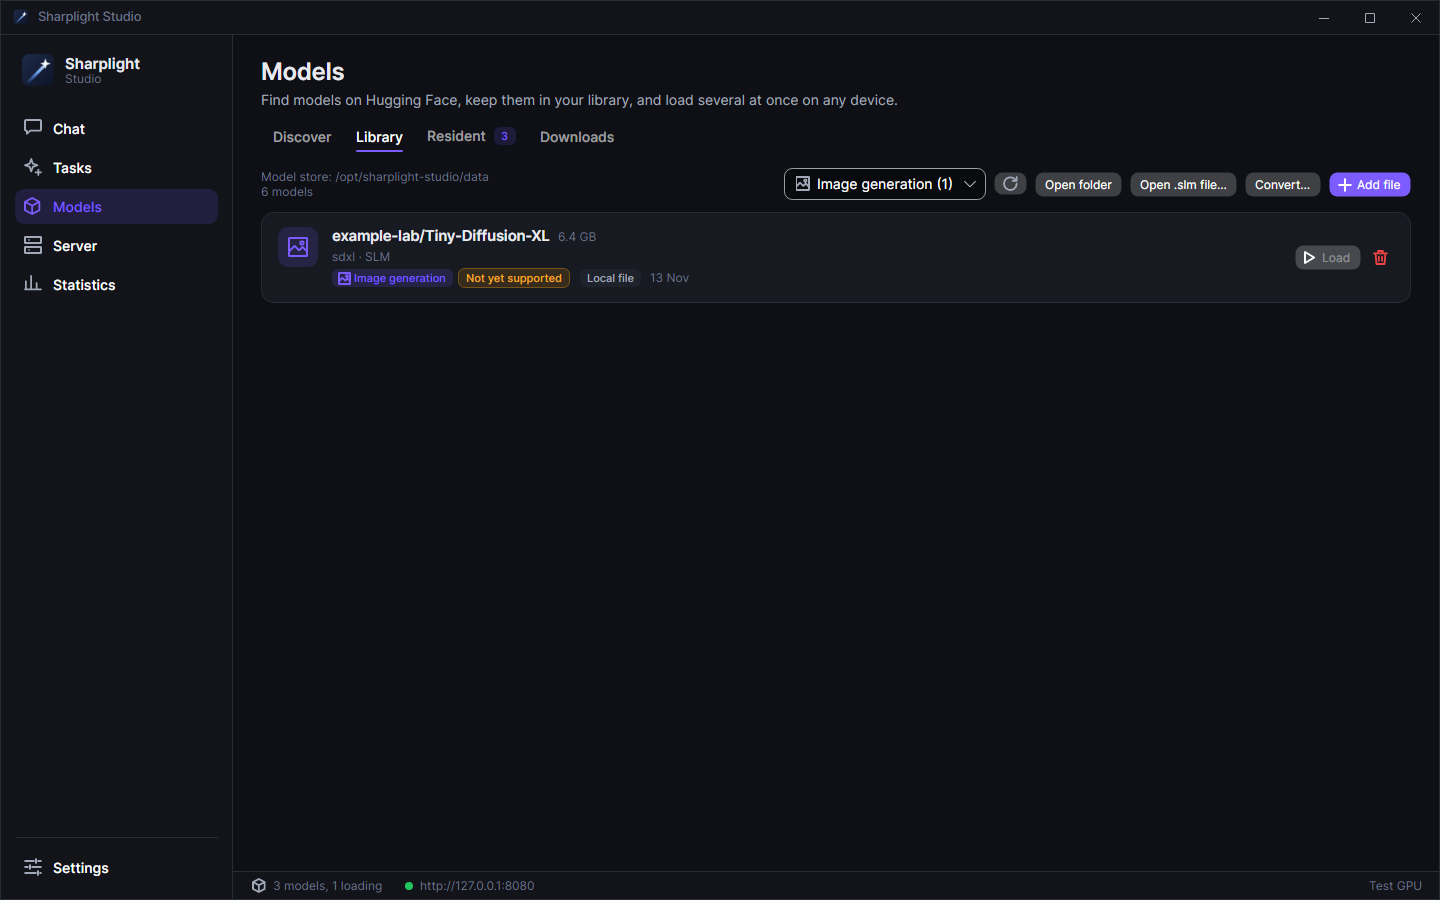 Sharplight Studio
Sharplight
Studio
Chat
Tasks
Models
Server
Statistics
Settings
Models
Find models on Hugging Face, keep them in your library, and load several at once on any device.
Discover Library Resident 3 Downloads
Model store: /opt/sharplight-studio/data
6 models
Image generation (1) Open folder Open .slm file... Convert... Add file
example-lab/Tiny-Diffusion-XL 6.4 GB
sdxl · SLM
Image generation Not yet supported Local file 13 Nov
Load
3 models, 1 loading http://127.0.0.1:8080 Test GPU